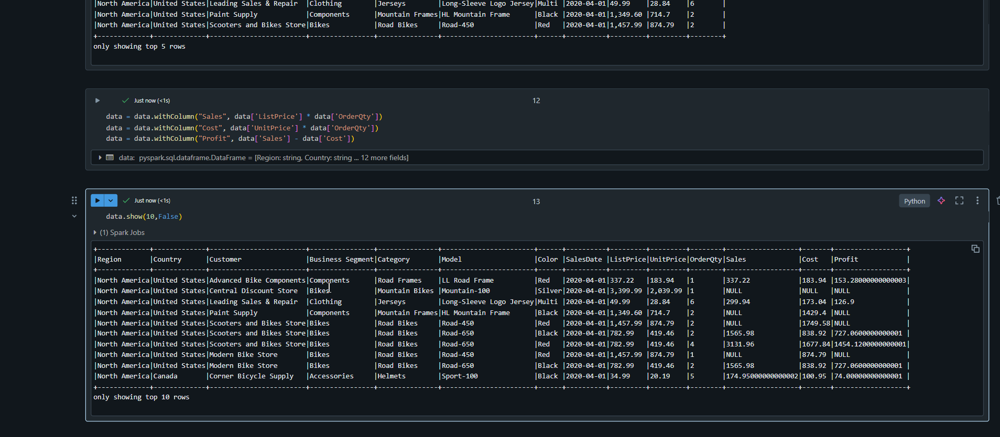 |North America|United States|Leading Sales & Repair  |Clothing        |Jerseys        |Long-Sleeve Logo Jersey|Multi |2020-04-01|49.99    |28.84    |6       |
|North America|United States|Paint Supply            |Components      |Mountain Frames|HL Mountain Frame      |Black |2020-04-01|1,349.60 |714.7    |2       |
|North America|United States|Scooters and Bikes Store|Bikes           |Road Bikes     |Road-450               |Red   |2020-04-01|1,457.99 |874.79   |2       |
+-------------+-------------+------------------------+----------------+---------------+-----------------------+------+----------+---------+---------+--------+
only showing top 5 rows
Just now (<1s)
12
data = data.withColumn("Sales", data['ListPrice'] * data['OrderQty'])
data = data.withColumn("Cost", data['UnitPrice'] * data['OrderQty'])
data = data.withColumn("Profit", data['Sales'] - data['Cost'])
data: pyspark.sql.dataframe.DataFrame = [Region: string, Country: string ... 12 more fields]
Just now (<1s)
13
Python
data.show(10,False)
(1) Spark Jobs
+-------------+-------------+------------------------+----------------+---------------+-----------------------+------+----------+---------+---------+--------+------------------+-------+------------------+
|Region       |Country      |Customer                |Business Segment|Category       |Model                  |Color |SalesDate |ListPrice|UnitPrice|OrderQty|Sales             |Cost   |Profit            |
+-------------+-------------+------------------------+----------------+---------------+-----------------------+------+----------+---------+---------+--------+------------------+-------+------------------+
|North America|United States|Advanced Bike Components|Components      |Road Frames    |LL Road Frame          |Red   |2020-04-01|337.22   |183.94   |1       |337.22            |183.94 |153.28000000000003|
|North America|United States|Central Discount Store  |Bikes           |Mountain Bikes |Mountain-100           |Silver|2020-04-01|3,399.99 |2,039.99 |1       |NULL              |NULL   |NULL              |
|North America|United States|Leading Sales & Repair  |Clothing        |Jerseys        |Long-Sleeve Logo Jersey|Multi |2020-04-01|49.99    |28.84    |6       |299.94            |173.04 |126.9             |
|North America|United States|Paint Supply            |Components      |Mountain Frames|HL Mountain Frame      |Black |2020-04-01|1,349.60 |714.7    |2       |NULL              |1429.4 |NULL              |
|North America|United States|Scooters and Bikes Store|Bikes           |Road Bikes     |Road-450               |Red   |2020-04-01|1,457.99 |874.79   |2       |NULL              |1749.58|NULL              |
|North America|United States|Scooters and Bikes Store|Bikes           |Road Bikes     |Road-650               |Black |2020-04-01|782.99   |419.46   |2       |1565.98           |838.92 |727.0600000000001 |
|North America|United States|Scooters and Bikes Store|Bikes           |Road Bikes     |Road-650               |Red   |2020-04-01|782.99   |419.46   |4       |3131.96           |1677.84|1454.1200000000001|
|North America|United States|Modern Bike Store       |Bikes           |Road Bikes     |Road-450               |Red   |2020-04-01|1,457.99 |874.79   |1       |NULL              |874.79 |NULL              |
|North America|United States|Modern Bike Store       |Bikes           |Road Bikes     |Road-650               |Black |2020-04-01|782.99   |419.46   |2       |1565.98           |838.92 |727.0600000000001 |
|North America|Canada       |Corner Bicycle Supply   |Accessories     |Helmets        |Sport-100              |Black |2020-04-01|34.99    |20.19    |5       |174.95000000000002|100.95 |74.00000000000001 |
+-------------+-------------+------------------------+----------------+---------------+-----------------------+------+----------+---------+---------+--------+------------------+-------+------------------+
only showing top 10 rows